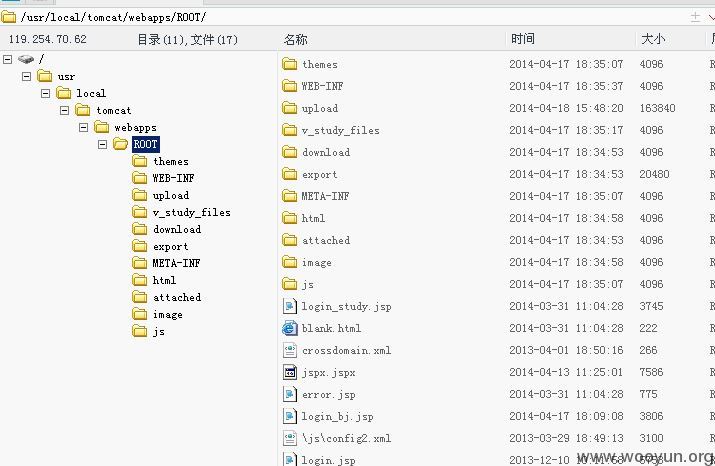 /usr/local/tomcat/webapps/ROOT/
119.254.70.62 目录(11),文件(17) 名称 时间 大小
/
usr
local
tomcat
webapps
ROOT
themes
WEB-INF
upload
v_study_files
download
export
META-INF
html
attached
image
js
themes 2014-04-17 18:35:07 4096
WEB-INF 2014-04-17 18:35:37 4096
upload 2014-04-18 15:48:20 163840
v_study_files 2014-04-17 18:35:17 4096
download 2014-04-17 18:34:53 4096
export 2014-04-17 18:34:53 20480
META-INF 2014-04-17 18:35:07 4096
html 2014-04-17 18:34:58 4096
attached 2014-04-17 18:34:53 4096
image 2014-04-17 18:34:58 4096
js 2014-04-17 18:35:07 4096
login_study.jsp 2014-03-31 11:04:28 3745
blank.html 2014-03-31 11:04:28 222
crossdomain.xml 2013-04-01 18:50:16 266
jspx.jspx 2014-04-13 11:25:01 7586
error.jsp 2014-03-31 11:04:28 775
login_bj.jsp 2014-04-17 18:09:08 3806
\js\config2.xml 2013-03-29 18:49:13 3100
login.jsp 2013-12-10
www.wooyun.org